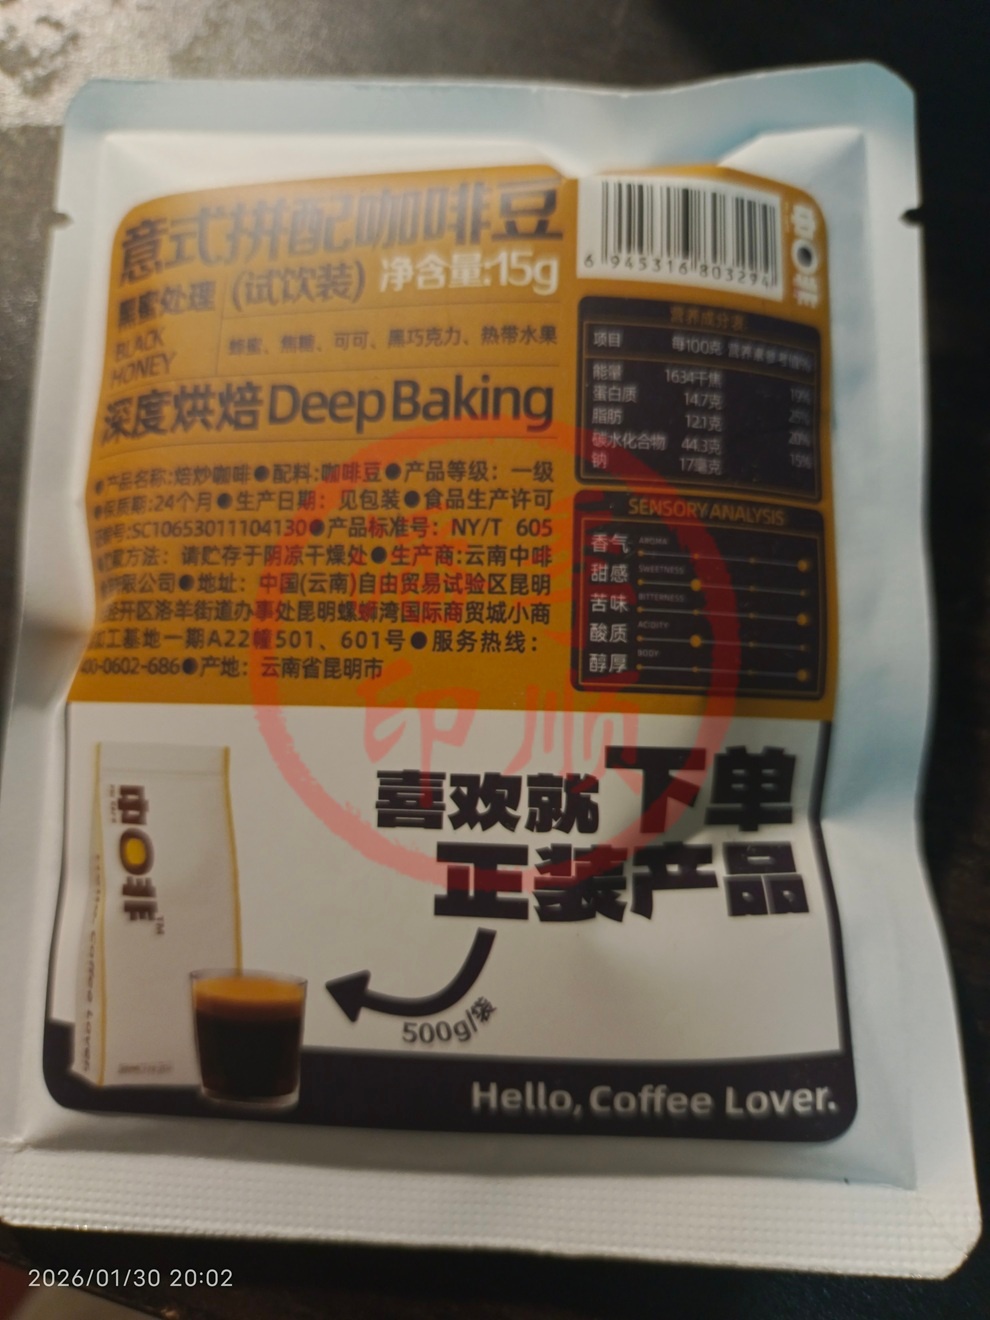 意式拼配咖啡豆
黑蜜处理 (试饮装) 净含量:15g
BLACK
HONEY
蜂蜜、焦糖、可可、黑巧克力、热带水果
深度烘焙 Deep Baking
●产品名称:焙炒咖啡●配料:咖啡豆●产品等级：一级
●保质期:24个月●生产日期：见包装●食品生产许可
证编号:SC10653011104130●产品标准号：NY/T 605
●贮藏方法：请贮存于阴凉干燥处●生产商:云南中啡
有限公司●地址：中国(云南)自由贸易试验区昆明
经开区洛羊街道办事处昆明螺蛳湾国际商贸城小商
加工基地一期A22幢501、601号●服务热线：
400-0602-686●产地：云南省昆明市
6 945316 803294
营养成分表
项目 每100克 营养素参考值%
能量 1634千焦 19%
蛋白质 14.7克 25%
脂肪 12.1克 20%
碳水化合物 44.3克 15%
钠 17毫克
SENSORY ANALYSIS
香气 AROMA
甜感 SWEETNESS
苦味 BITTERNESS
酸质 ACIDITY
醇厚 BODY
印顺
喜欢就下单
正装产品
500g/袋
Hello, Coffee Lover.
2026/01/30 20:02